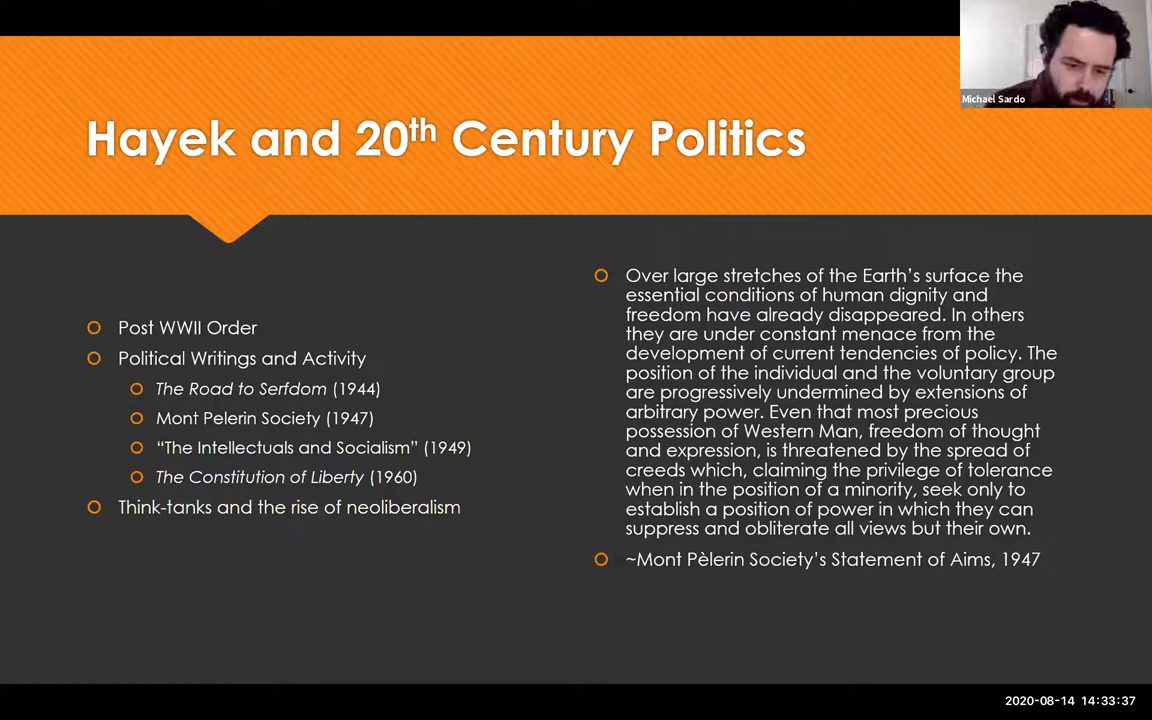 Michael Sardo
Hayek and 20th Century Politics
Post WWII Order
Political Writings and Activity
The Road to Serfdom (1944)
Mont Pelerin Society (1947)
“The Intellectuals and Socialism” (1949)
The Constitution of Liberty (1960)
Think-tanks and the rise of neoliberalism
Over large stretches of the Earth’s surface the
essential conditions of human dignity and
freedom have already disappeared. In others
they are under constant menace from the
development of current tendencies of policy. The
position of the individual and the voluntary group
are progressively undermined by extensions of
arbitrary power. Even that most precious
possession of Western Man, freedom of thought
and expression, is threatened by the spread of
creeds which, claiming the privilege of tolerance
when in the position of a minority, seek only to
establish a position of power in which they can
suppress and obliterate all views but their own.
~Mont Pèlerin Society’s Statement of Aims, 1947
2020-08-14 14:33:37